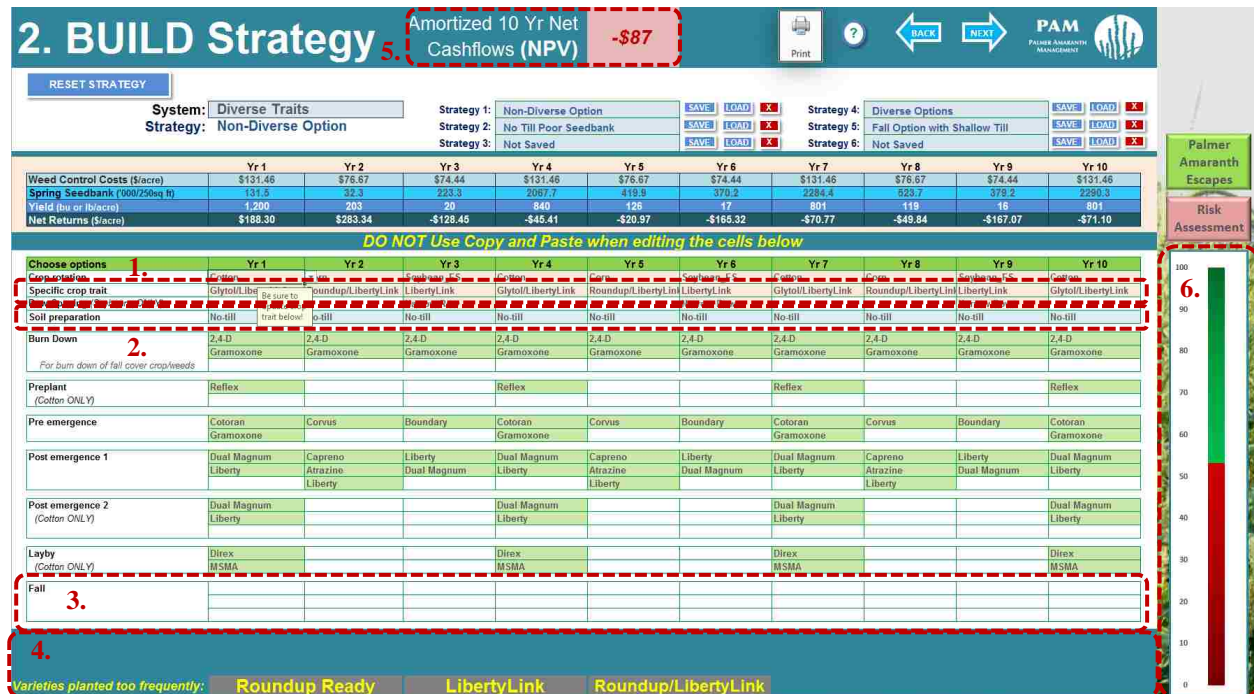 2. BUILD Strategy
5.
Amortized 10 Yr Net
Cashflows (NPV)
-$87
Print
?
BACK
NEXT
PAM
PALMER AMARANTH
MANAGEMENT
RESET STRATEGY
System: Diverse Traits
Strategy: Non-Diverse Option
Strategy 1: Non-Diverse Option SAVE LOAD X
Strategy 2: No Till Poor Seedbank SAVE LOAD X
Strategy 3: Not Saved SAVE LOAD X
Strategy 4: Diverse Options SAVE LOAD X
Strategy 5: Fall Option with Shallow Till SAVE LOAD X
Strategy 6: Not Saved SAVE LOAD X
Palmer
Amaranth
Escapes
Risk
Assessment
Yr 1 Yr 2 Yr 3 Yr 4 Yr 5 Yr 6 Yr 7 Yr 8 Yr 9 Yr 10
Weed Control Costs ($/acre) $131.46 $76.67 $74.44 $131.46 $76.67 $74.44 $131.46 $76.67 $74.44 $131.46
Spring Seedbank ('000/250sq ft) 131.5 32.3 223.3 2067.7 419.9 370.2 2284.4 523.7 379.2 2290.3
Yield (bu or lb/acre) 1,200 203 20 840 126 17 801 119 16 801
Net Returns ($/acre) $188.30 $283.34 -$128.45 -$45.41 -$20.97 -$165.32 -$70.77 -$49.84 -$167.07 -$71.10
DO NOT Use Copy and Paste when editing the cells below
Choose options Yr 1 Yr 2 Yr 3 Yr 4 Yr 5 Yr 6 Yr 7 Yr 8 Yr 9 Yr 10
1.
Crop rotation Cotton Soybean, FS Cotton Corn Soybean, FS Cotton Corn Soybean, FS Cotton
Specific crop trait Glytol/Libe Roundup/LibertyLink LibertyLink Glytol/LibertyLink Roundup/LibertyLink LibertyLink Glytol/LibertyLink Roundup/LibertyLink LibertyLink Glytol/LibertyLink
Be sure to
trait below!
Soil preparation No-till o-till No-till No-till No-till No-till No-till No-till No-till No-till
2.
Burn Down 2,4-D 2,4-D 2,4-D 2,4-D 2,4-D 2,4-D 2,4-D 2,4-D 2,4-D 2,4-D
Gramoxone Gramoxone Gramoxone Gramoxone Gramoxone Gramoxone Gramoxone Gramoxone Gramoxone Gramoxone
For burn down of fall cover crop/weeds
Preplant Reflex Reflex Reflex Reflex
(Cotton ONLY)
Pre emergence Cotoran Corvus Boundary Cotoran Corvus Boundary Cotoran Corvus Boundary Cotoran
Gramoxone Gramoxone Gramoxone Gramoxone
Post emergence 1 Dual Magnum Capreno Liberty Dual Magnum Capreno Liberty Dual Magnum Capreno Liberty Dual Magnum
Liberty Atrazine Dual Magnum Liberty Atrazine Dual Magnum Liberty Atrazine Dual Magnum Liberty
Liberty Liberty Liberty
Post emergence 2 Dual Magnum Dual Magnum Dual Magnum Dual Magnum
(Cotton ONLY) Liberty Liberty Liberty Liberty
Layby Direx Direx Direx Direx
(Cotton ONLY) MSMA MSMA MSMA MSMA
Fall
3.
4.
Varieties planted too frequently: Roundup Ready LibertyLink Roundup/LibertyLink
6.
100
90
80
70
60
50
40
30
20
10
0